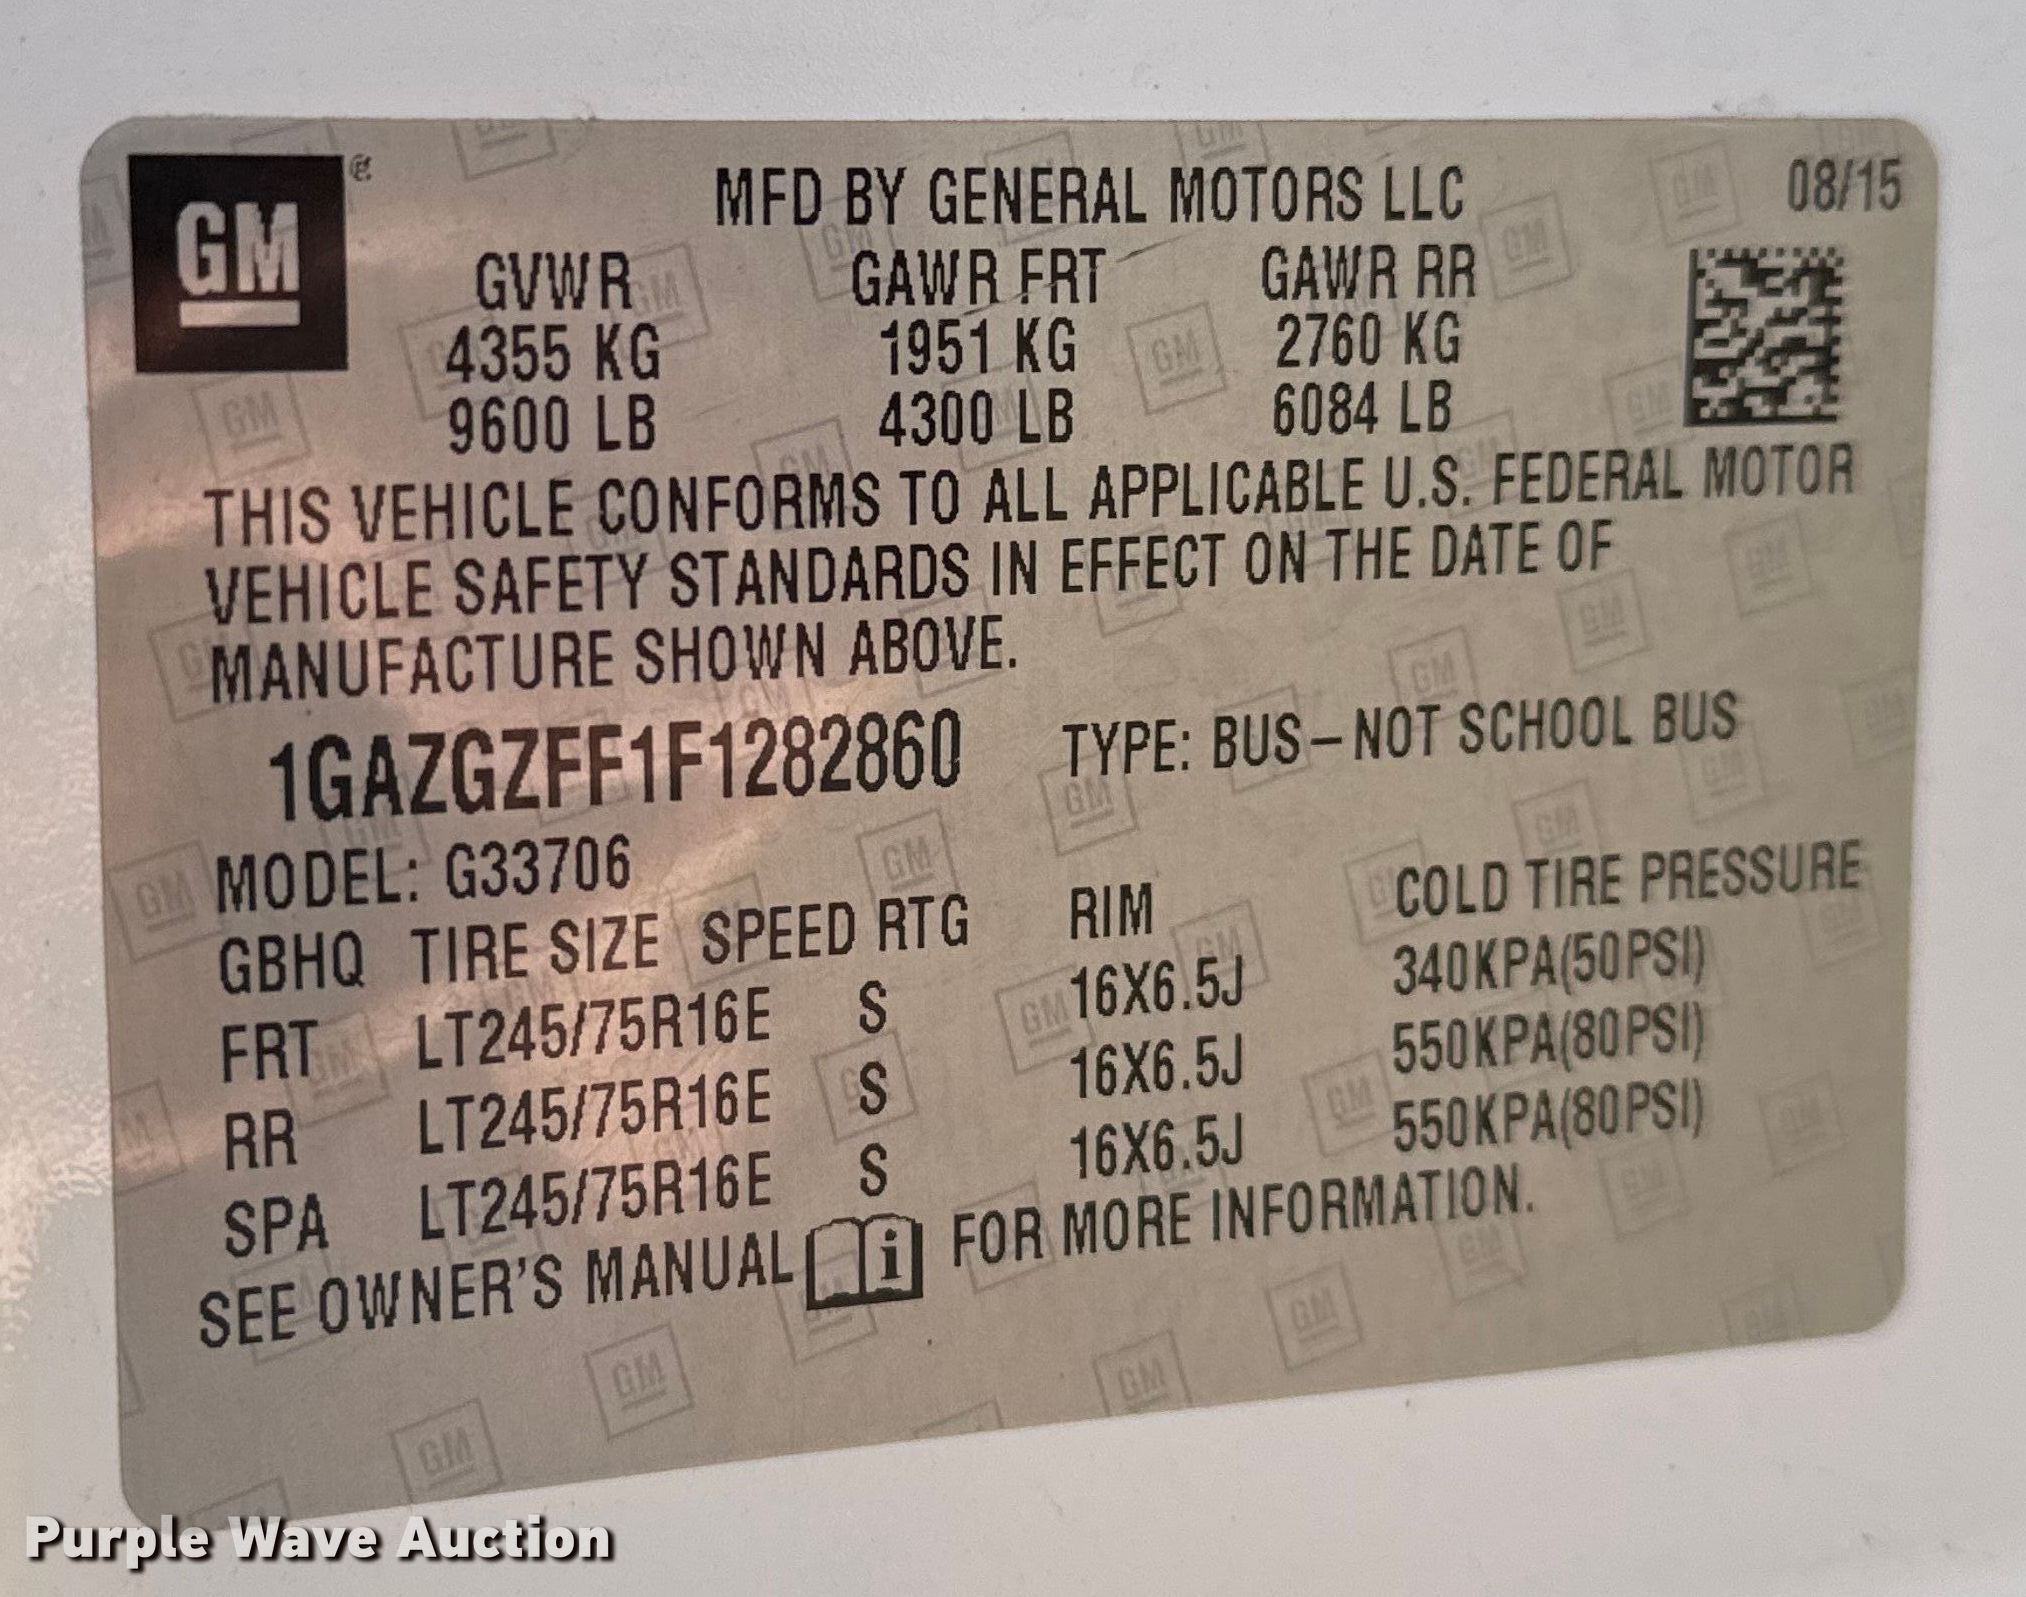 GM
MFD BY GENERAL MOTORS LLC 08/15
GVWR GAWR FRT GAWR RR
4355 KG 1951 KG 2760 KG
9600 LB 4300 LB 6084 LB
THIS VEHICLE CONFORMS TO ALL APPLICABLE U.S. FEDERAL MOTOR
VEHICLE SAFETY STANDARDS IN EFFECT ON THE DATE OF
MANUFACTURE SHOWN ABOVE.
1GAZGZFF1F1282860 TYPE: BUS–NOT SCHOOL BUS
MODEL: G33706
GBHQ TIRE SIZE SPEED RTG RIM COLD TIRE PRESSURE
FRT LT245/75R16E S 16X6.5J 340KPA(50PSI)
RR LT245/75R16E S 16X6.5J 550KPA(80PSI)
SPA LT245/75R16E S 16X6.5J 550KPA(80PSI)
SEE OWNER'S MANUAL i FOR MORE INFORMATION.
Purple Wave Auction